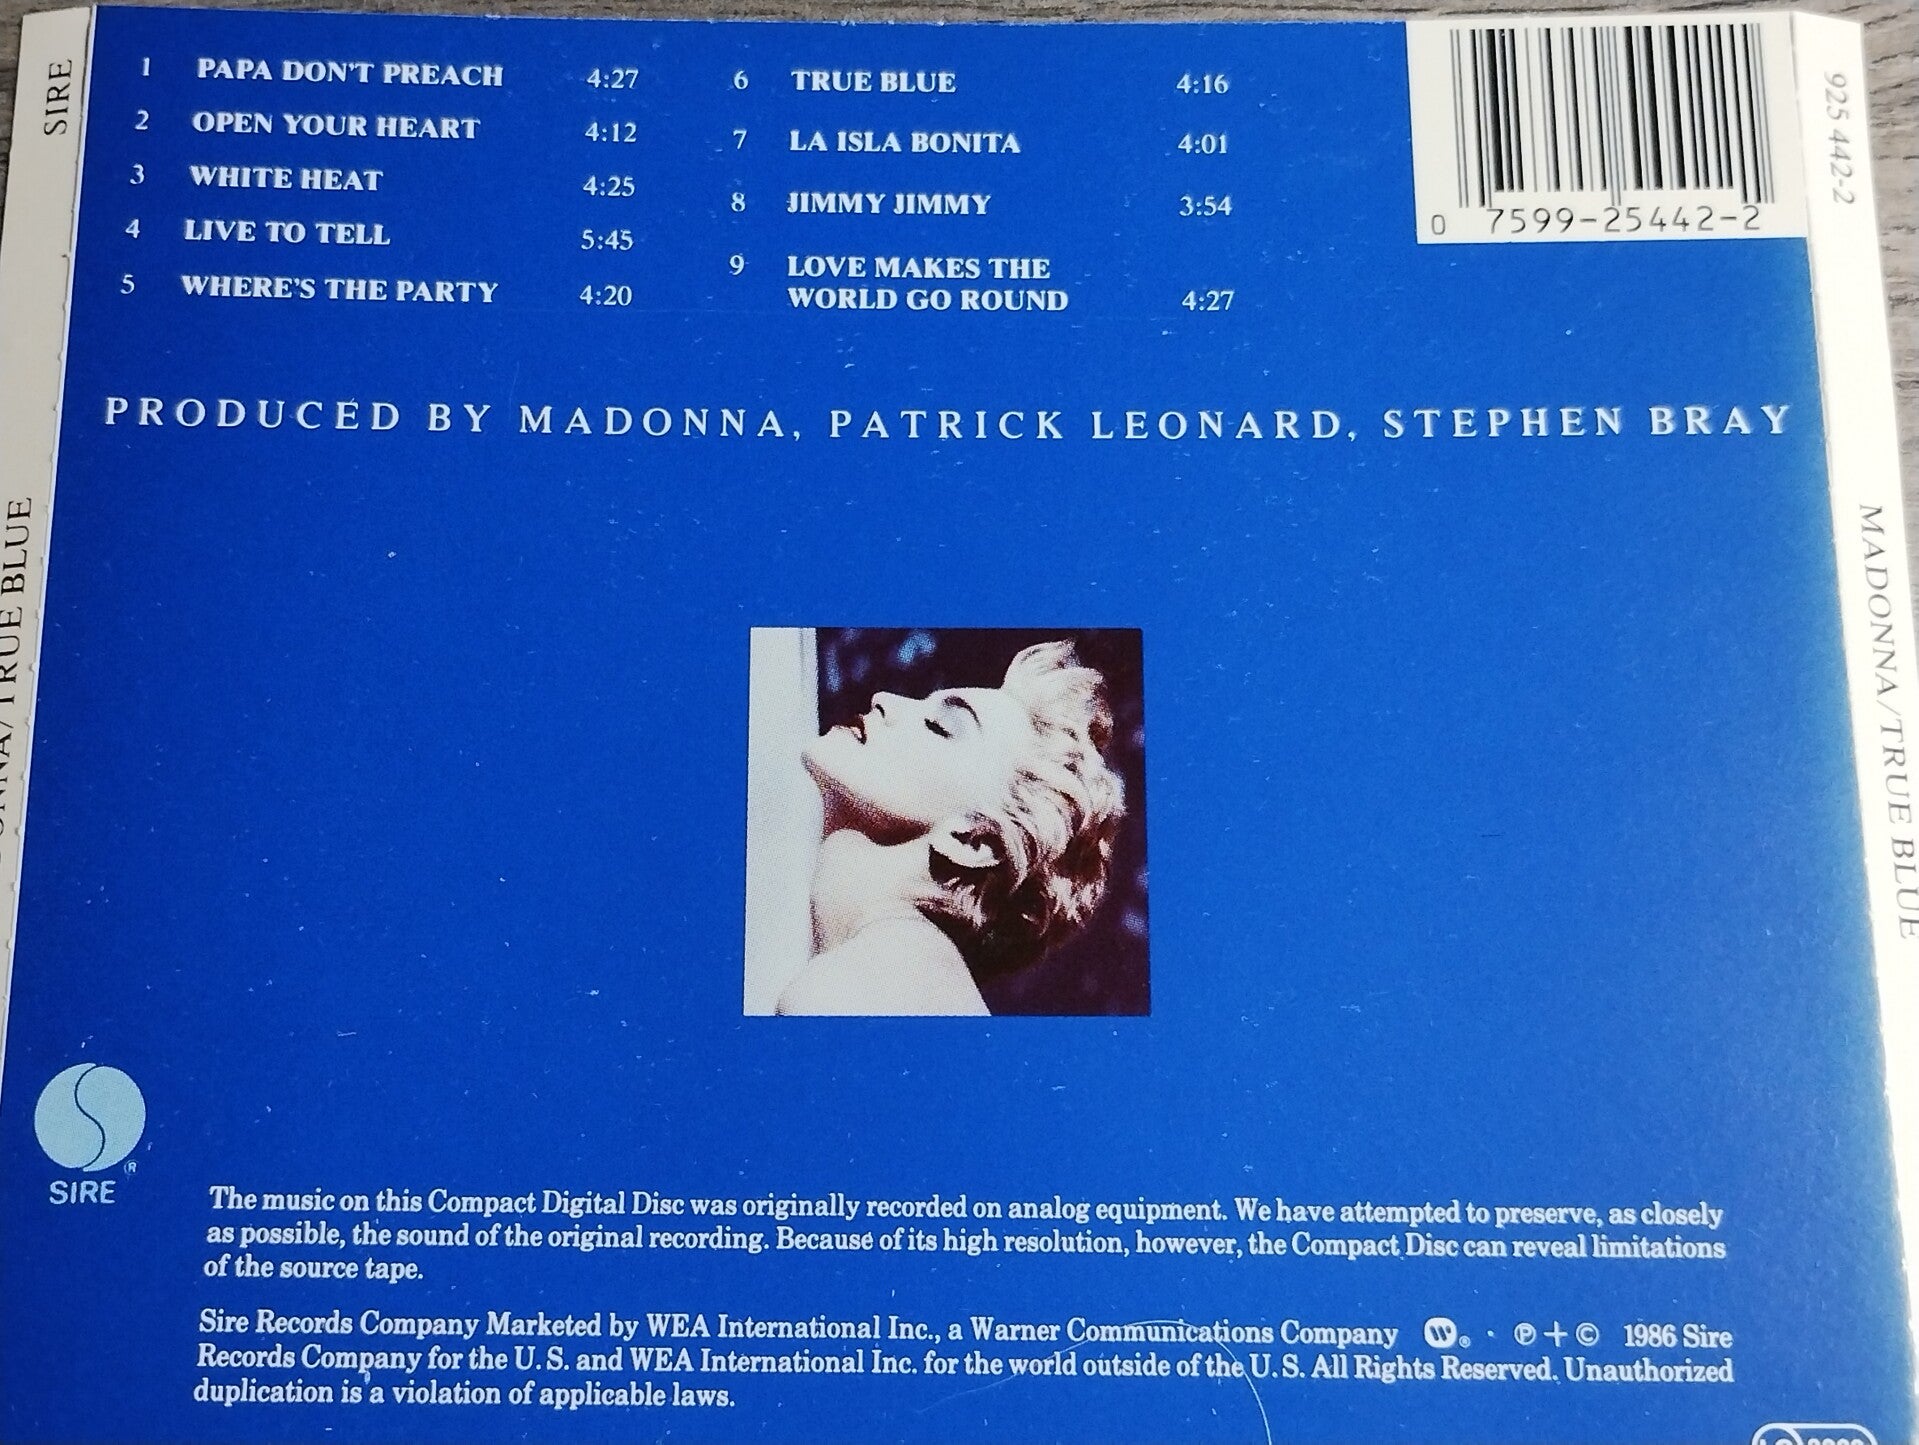 SIRE
MADONNA/TRUE BLUE
1 PAPA DON'T PREACH 4:27
2 OPEN YOUR HEART 4:12
3 WHITE HEAT 4:25
4 LIVE TO TELL 5:45
5 WHERE'S THE PARTY 4:20
6 TRUE BLUE 4:16
7 LA ISLA BONITA 4:01
8 JIMMY JIMMY 3:54
9 LOVE MAKES THE
WORLD GO ROUND 4:27
0 7599-25442-2
925 442-2
MADONNA/TRUE BLUE
PRODUCED BY MADONNA, PATRICK LEONARD, STEPHEN BRAY
®
SIRE
The music on this Compact Digital Disc was originally recorded on analog equipment. We have attempted to preserve, as closely
as possible, the sound of the original recording. Because of its high resolution, however, the Compact Disc can reveal limitations
of the source tape.
Sire Records Company Marketed by WEA International Inc., a Warner Communications Company W® · ℗ + © 1986 Sire
Records Company for the U.S. and WEA International Inc. for the world outside of the U.S. All Rights Reserved. Unauthorized
duplication is a violation of applicable laws.